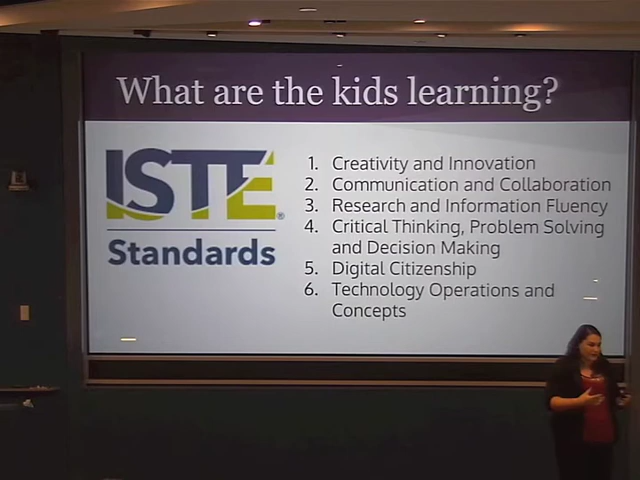 What are the kids learning?
ISTE®
Standards
1. Creativity and Innovation
2. Communication and Collaboration
3. Research and Information Fluency
4. Critical Thinking, Problem Solving
and Decision Making
5. Digital Citizenship
6. Technology Operations and
Concepts